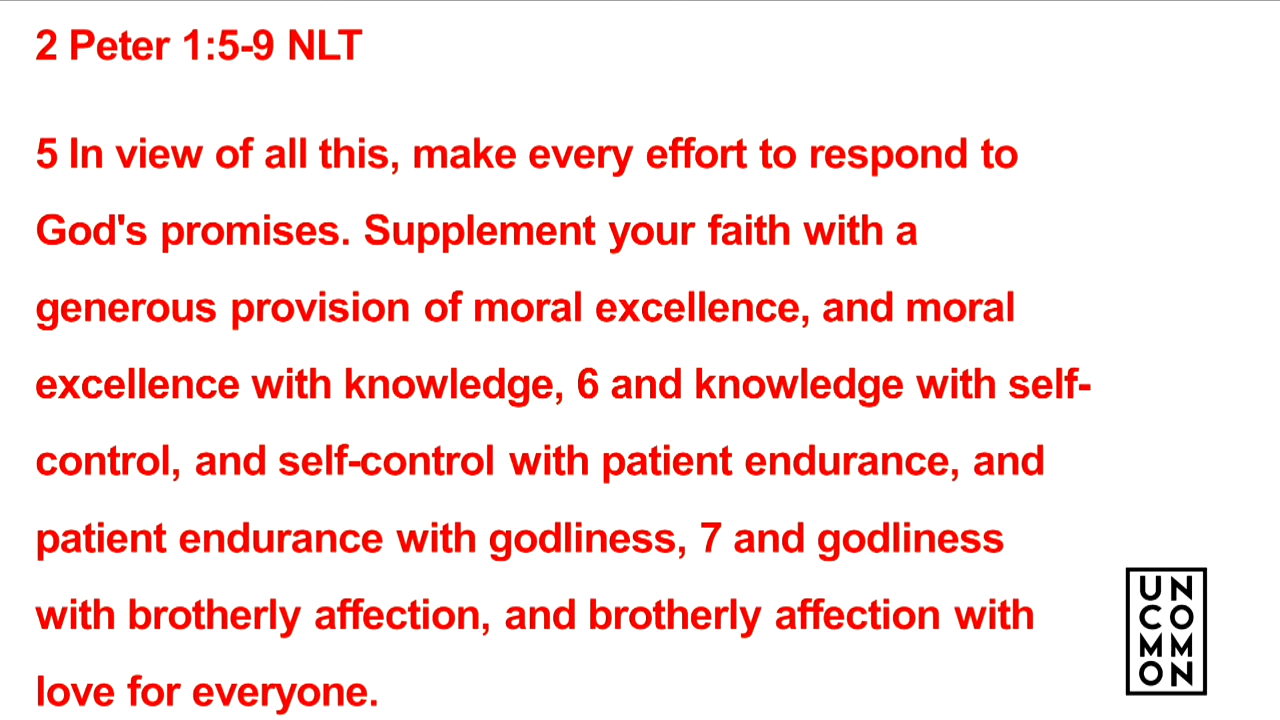 2 Peter 1:5-9 NLT
5 In view of all this, make every effort to respond to
God's promises. Supplement your faith with a
generous provision of moral excellence, and moral
excellence with knowledge, 6 and knowledge with self-
control, and self-control with patient endurance, and
patient endurance with godliness, 7 and godliness
with brotherly affection, and brotherly affection with
love for everyone.
UN
CO
MM
ON